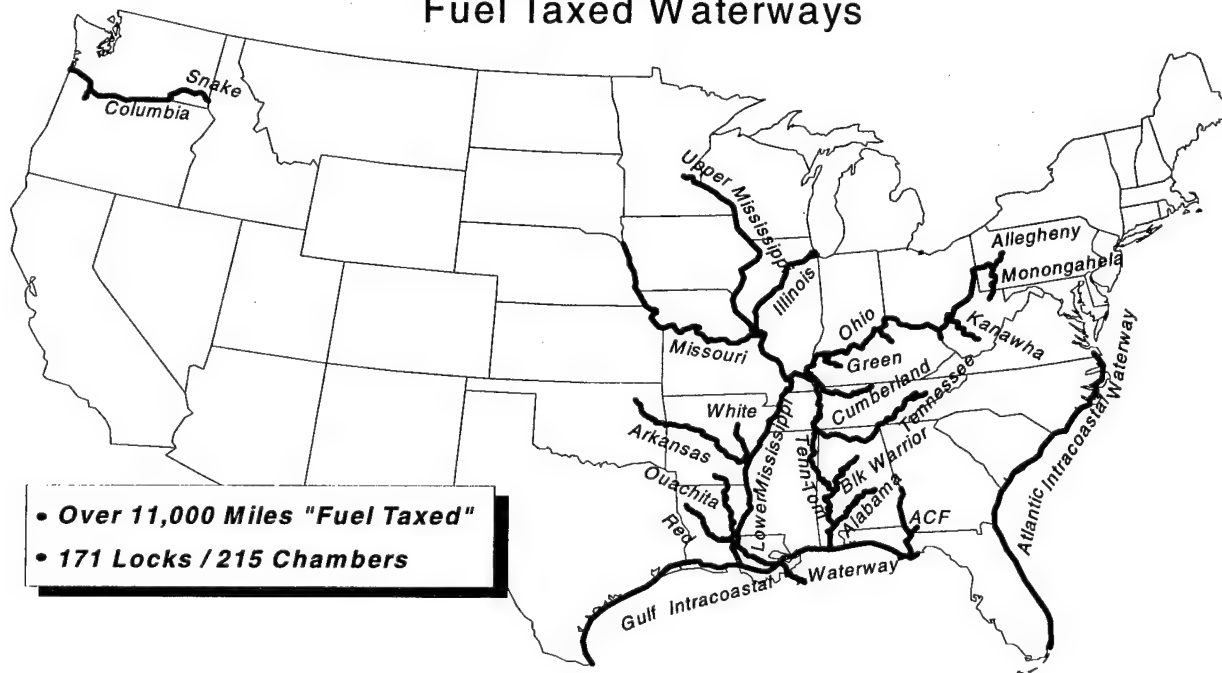 Fuel Taxed Waterways
Snake
Columbia
Upper Mississippi
Illinois
Missouri
Ohio
Green
Allegheny
Monongahela
Kanawha
Cumberland
Tennessee
White
Arkansas
Ouachita
Red
LowerMississippi
Tenn-Tom
Blk Warrior
Alabama
ACF
Gulf Intracoastal Waterway
Atlantic Intracoastal Waterway
• Over 11,000 Miles "Fuel Taxed"
• 171 Locks / 215 Chambers